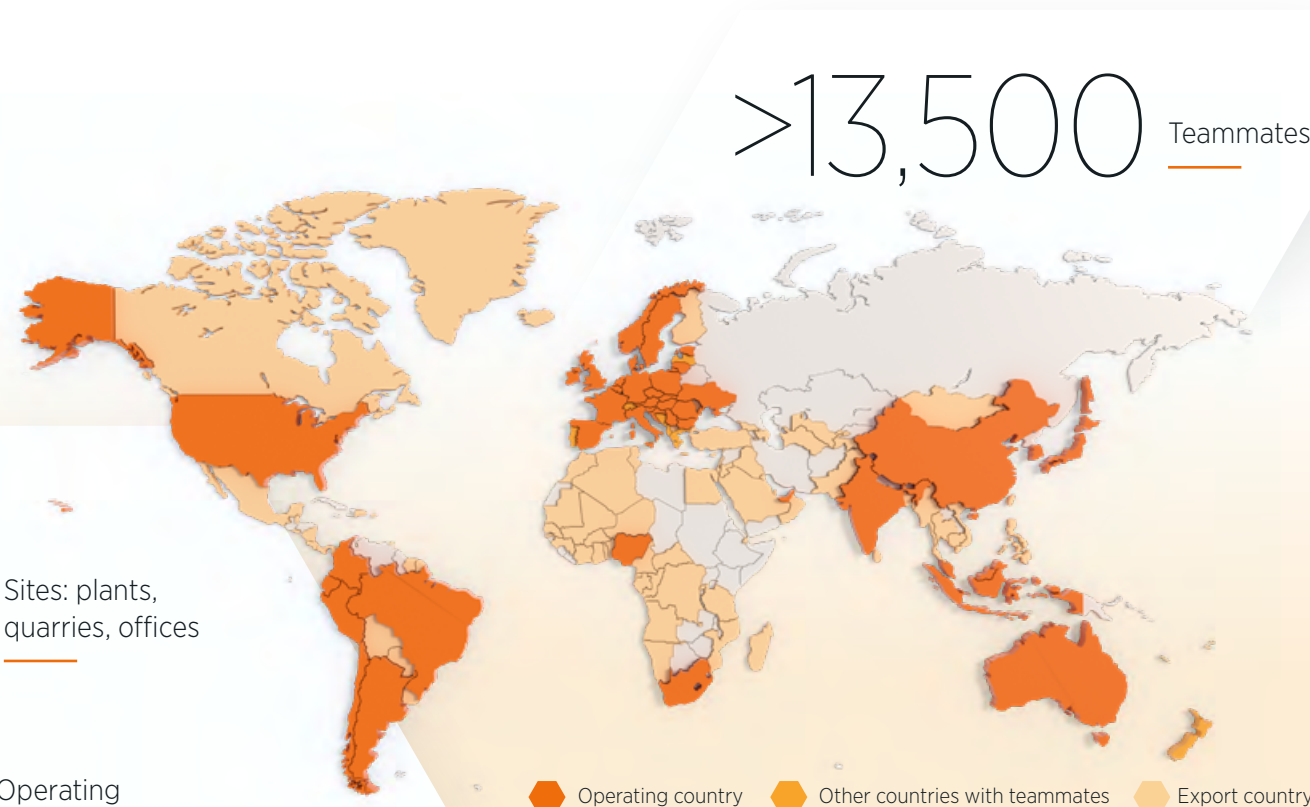 >13,500 Teammates
Sites: plants,
quarries, offices
Operating
Operating country
Other countries with teammates
Export country